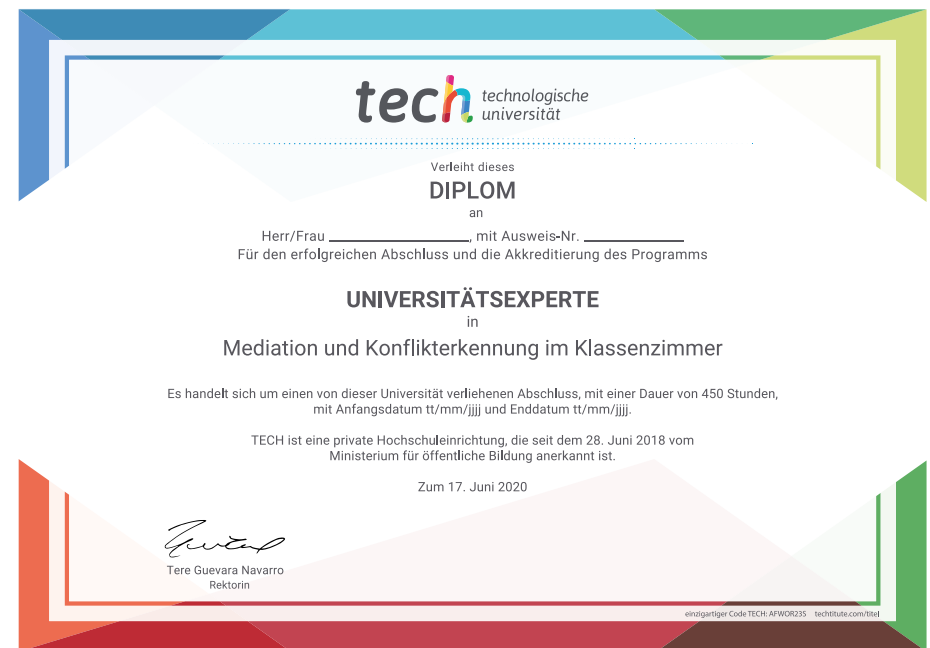 tech technologische
universität
Verleiht dieses
DIPLOM
an
Herr/Frau ____________, mit Ausweis-Nr. ____________
Für den erfolgreichen Abschluss und die Akkreditierung des Programms
UNIVERSITÄTSEXPERTE
in
Mediation und Konflikterkennung im Klassenzimmer
Es handelt sich um einen von dieser Universität verliehenen Abschluss, mit einer Dauer von 450 Stunden,
mit Anfangsdatum tt/mm/jjjj und Enddatum tt/mm/jjjj.
TECH ist eine private Hochschuleinrichtung, die seit dem 28. Juni 2018 vom
Ministerium für öffentliche Bildung anerkannt ist.
Zum 17. Juni 2020
Tere Guevara Navarro
Rektorin
einzigartiger Code TECH: AFWOR23S techtitute.com/titel